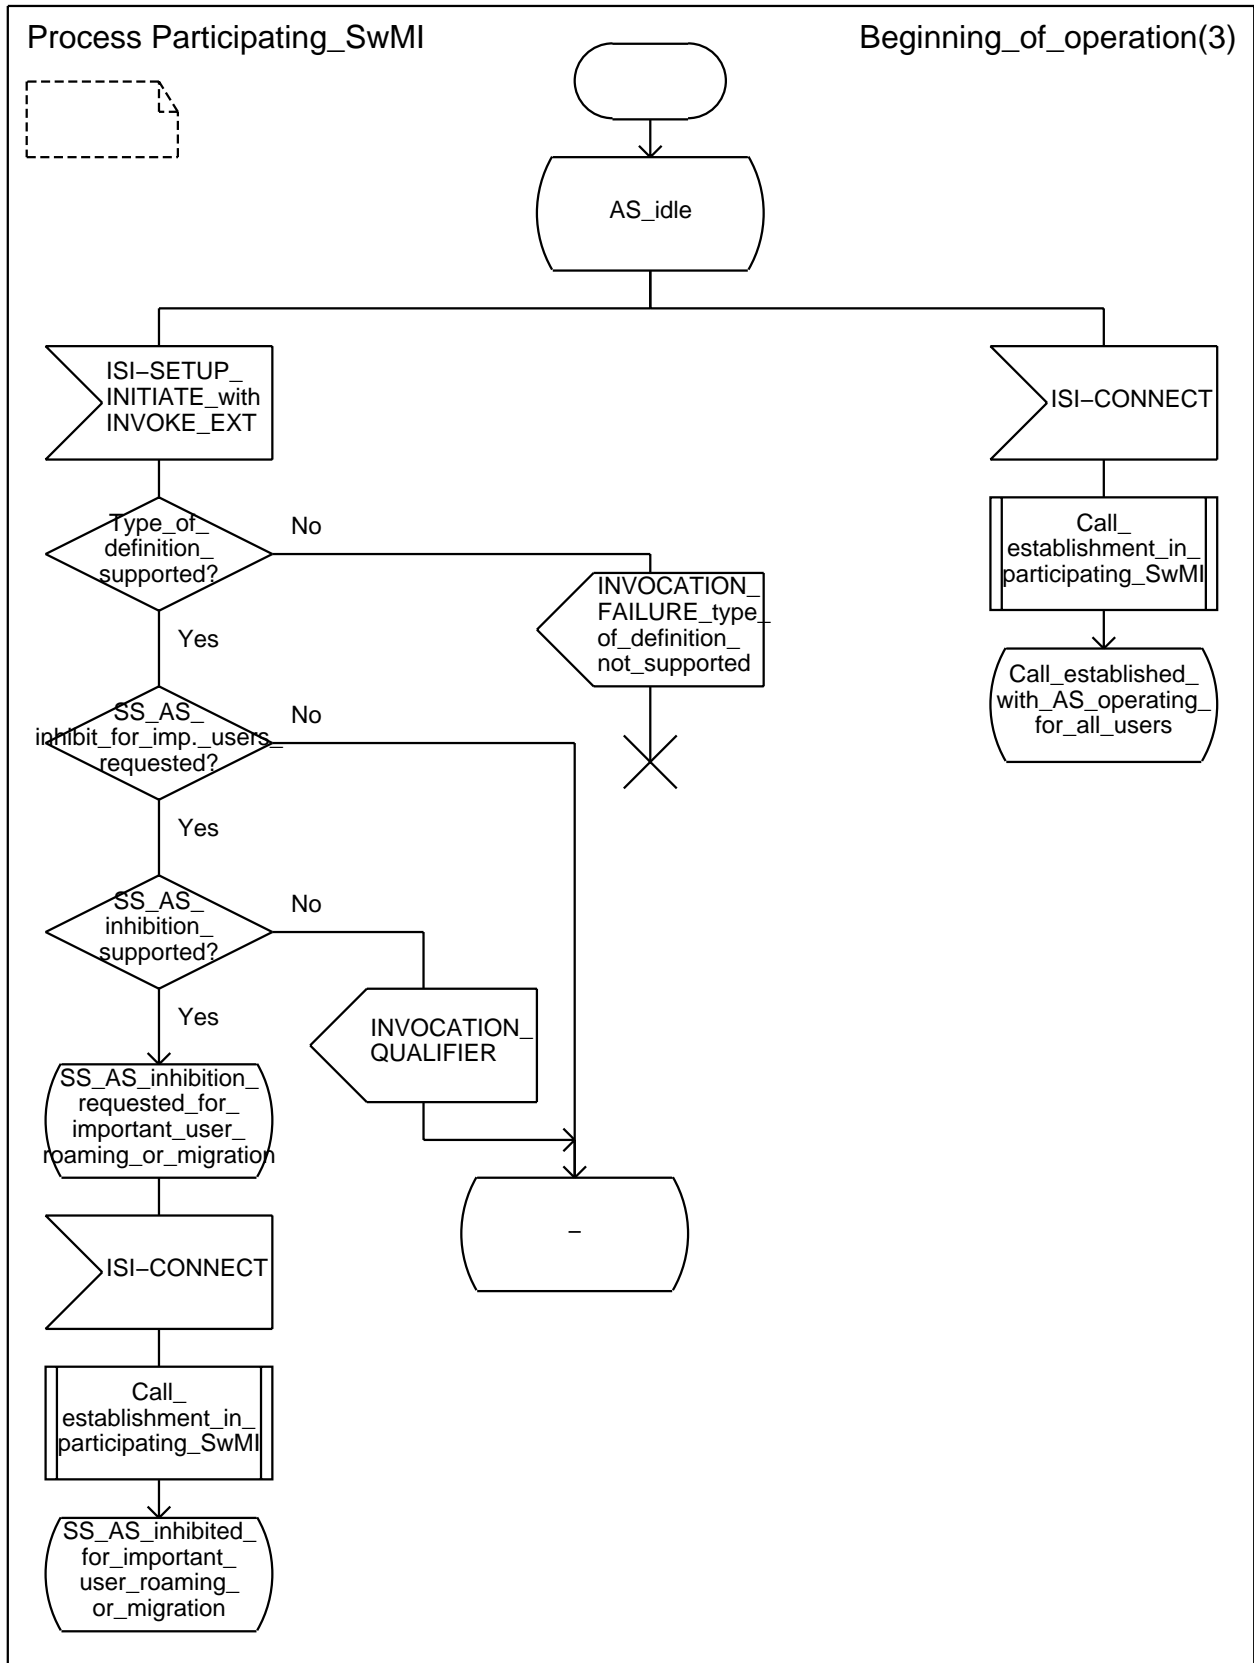 Process Participating_SwMI
Beginning_of_operation(3)
AS_idle
ISI–SETUP_
INITIATE_with
INVOKE_EXT
ISI–CONNECT
Type_of_
definition_
supported?
No
Yes
INVOCATION_
FAILURE_type_
of_definition_
not_supported
Call_
establishment_in_
participating_SwMI
Call_established_
with_AS_operating_
for_all_users
SS_AS_
inhibit_for_imp._users_
requested?
No
Yes
SS_AS_
inhibition_
supported?
No
Yes
INVOCATION_
QUALIFIER
SS_AS_inhibition_
requested_for_
important_user_
roaming_or_migration
–
ISI–CONNECT
Call_
establishment_in_
participating_SwMI
SS_AS_inhibited_
for_important_
user_roaming_
or_migration